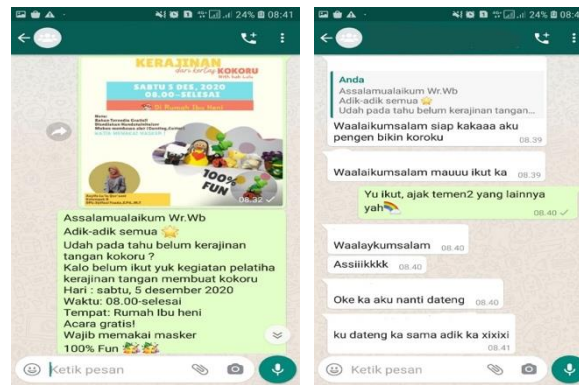 24% 08:41
KERAJINAN
dari kertas KOKORU
SABTU 5 DES, 2020
08.00-SELESAI
Di Rumah Ibu heni
100%
FUN
08.32
Assalamualaikum Wr.Wb
Adik-adik semua
Udah pada tahu belum kerajinan
tangan kokoru ?
Kalo belum ikut yuk kegiatan pelatiha
kerajinan tangan membuat kokoru
Hari : sabtu, 5 desember 2020
Waktu: 08.00-selesai
Tempat: Rumah Ibu heni
Acara gratis!
Wajib memakai masker
100% Fun
Ketik pesan
24% 08:4
Anda
Assalamualaikum Wr.Wb
Adik-adik semua
Udah pada tahu belum kerajinan tangan...
Waalaikumsalam siap kakaaa aku
pengen bikin koroku 08.39
Waalaikumsalam mauuu ikut ka 08.39
Yu ikut, ajak temen2 yang lainnya
yah 08.40
Waalaykumsalam 08.40
Assiiikkkk 08.40
Oke ka aku nanti dateng 08.40
ku dateng ka sama adik ka xixixi
08.41
Ketik pesan